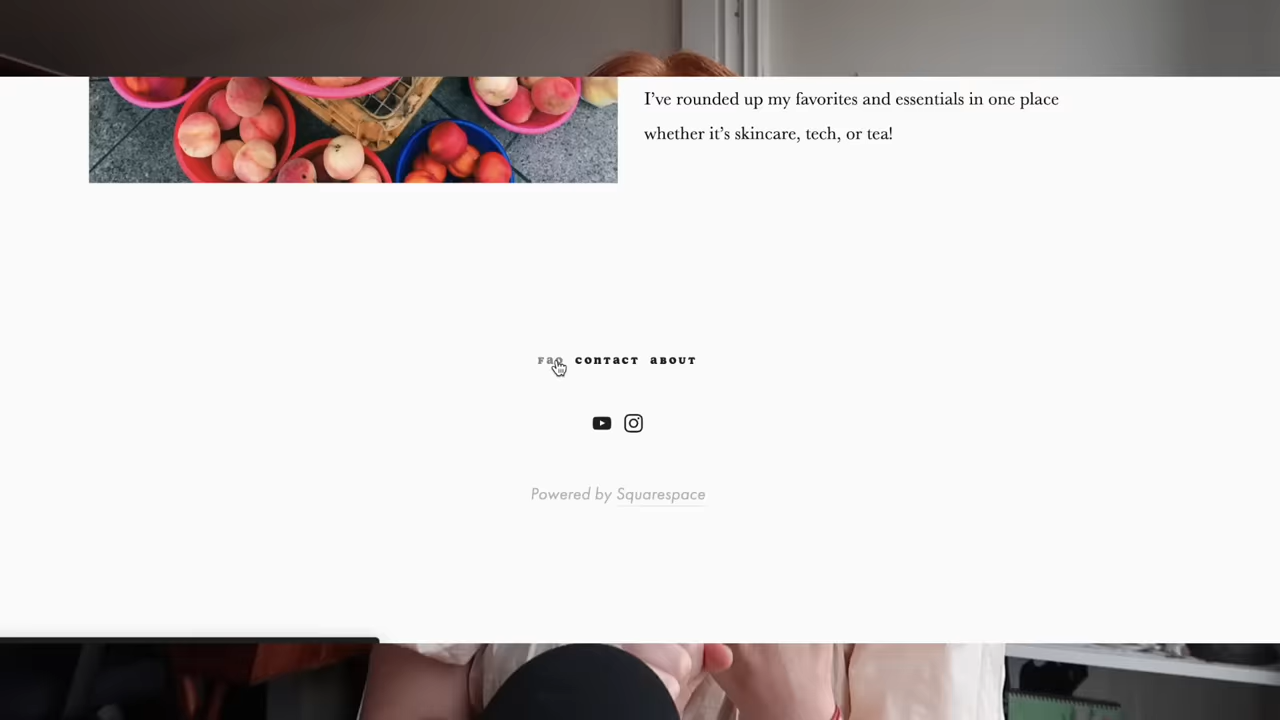 I've rounded up my favorites and essentials in one place
whether it's skincare, tech, or tea!
FAQ CONTACT ABOUT
Powered by Squarespace